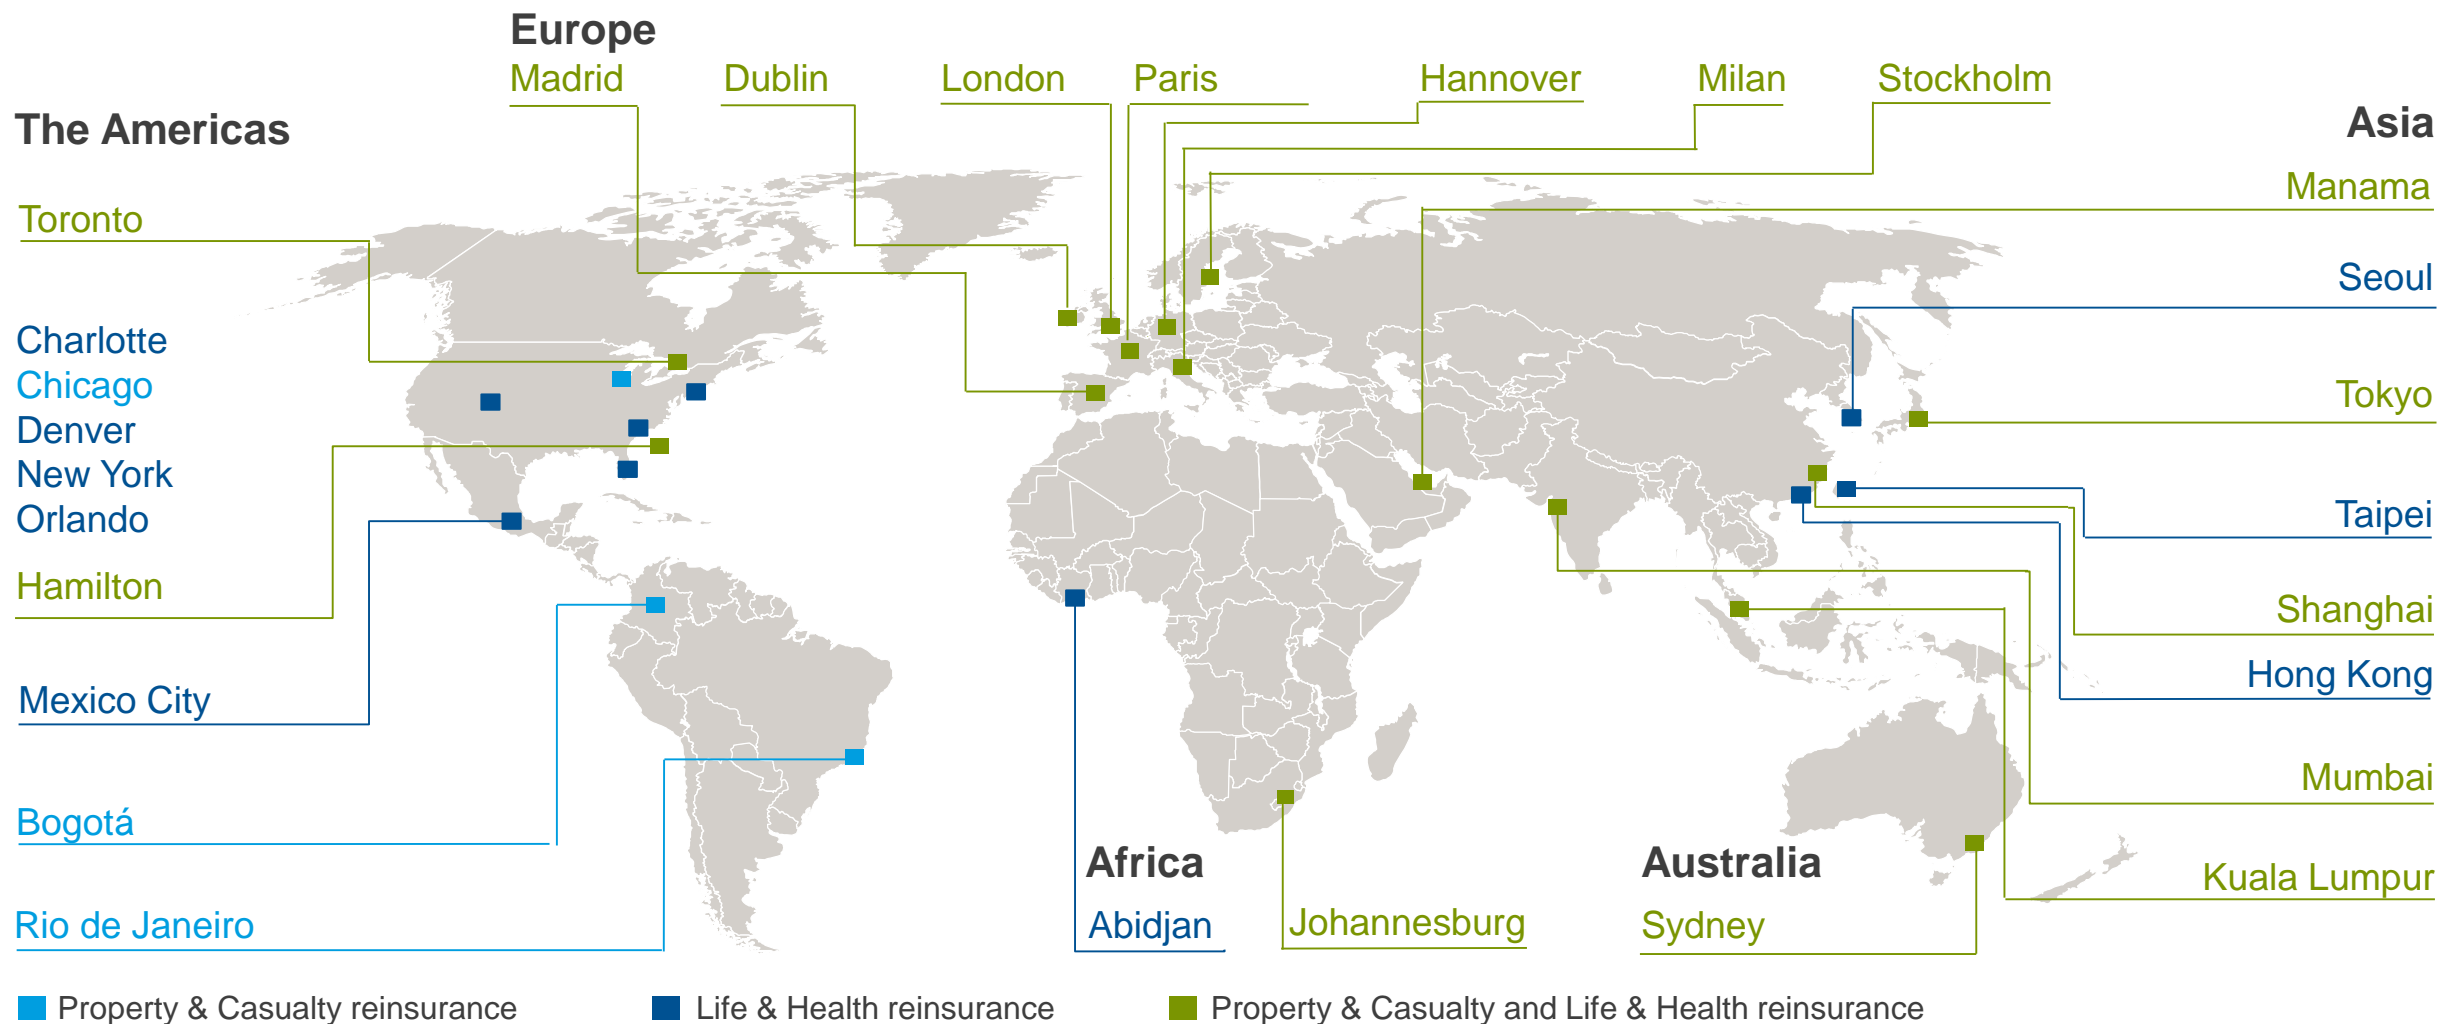 Europe
Madrid Dublin London Paris Hannover Milan Stockholm
The Americas
Asia
Manama
Toronto
Seoul
Charlotte
Chicago
Tokyo
Denver
New York
Orlando
Taipei
Hamilton
Shanghai
Hong Kong
Mexico City
Mumbai
Bogotá
Africa
Australia
Kuala Lumpur
Rio de Janeiro
Abidjan
Johannesburg
Sydney
Property & Casualty reinsurance Life & Health reinsurance Property & Casualty and Life & Health reinsurance